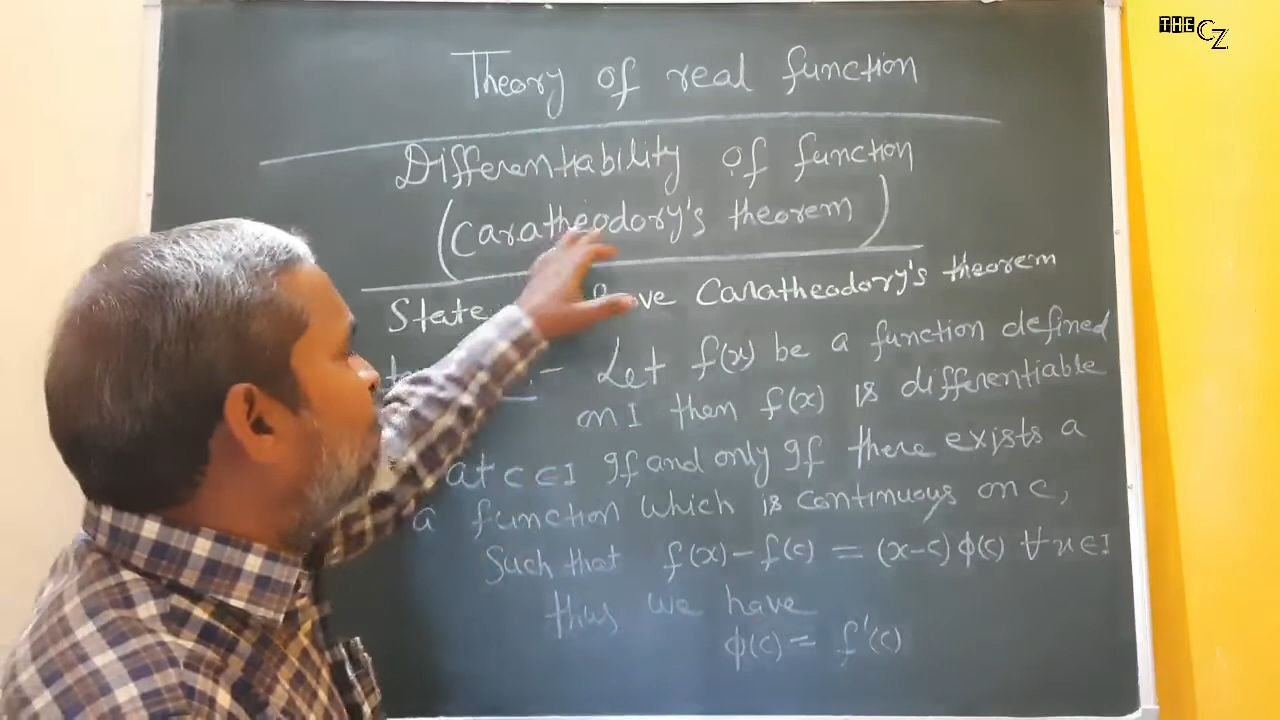 THE CZ
Theory of real function
Differentiability of function
(Caratheodory's theorem)
State Prove Caratheodory's theorem
:- Let f(x) be a function defined
on I then f(x) is differentiable
at c ∈ I If and only If there exists a
a function which is continuous on c,
Such that f(x) - f(c) = (x-c) φ(c) ∀ x ∈ I
thus we have
φ(c) = f'(c)